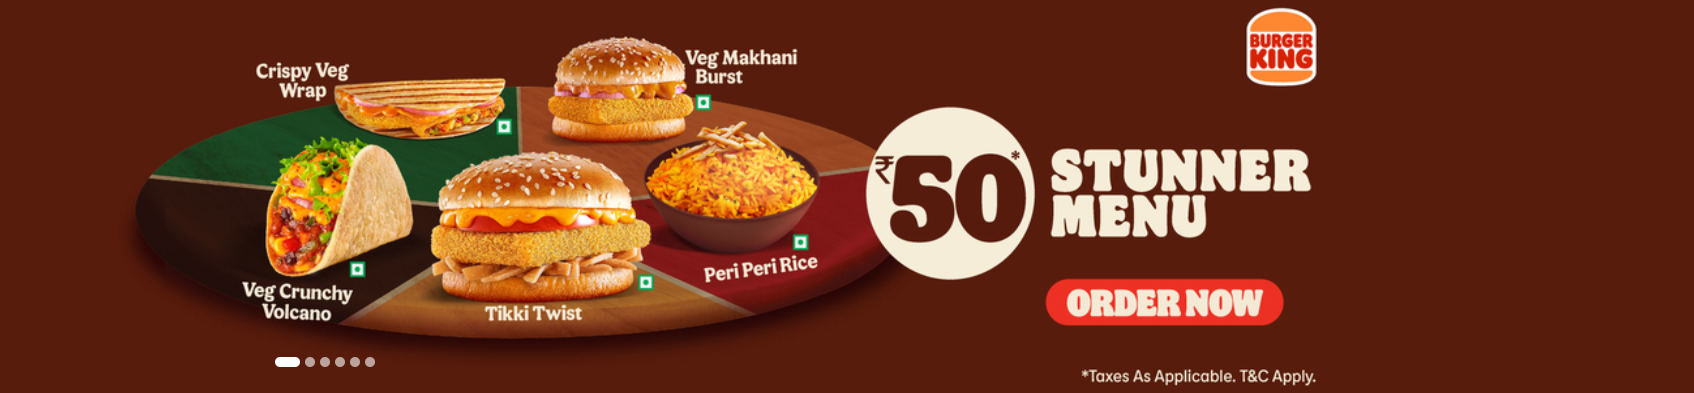 Crispy Veg
Wrap
Veg Makhani
Burst
Veg Crunchy
Volcano
Tikki Twist
Peri Peri Rice
₹50*
STUNNER
MENU
BURGER
KING
ORDER NOW
*Taxes As Applicable. T&C Apply.